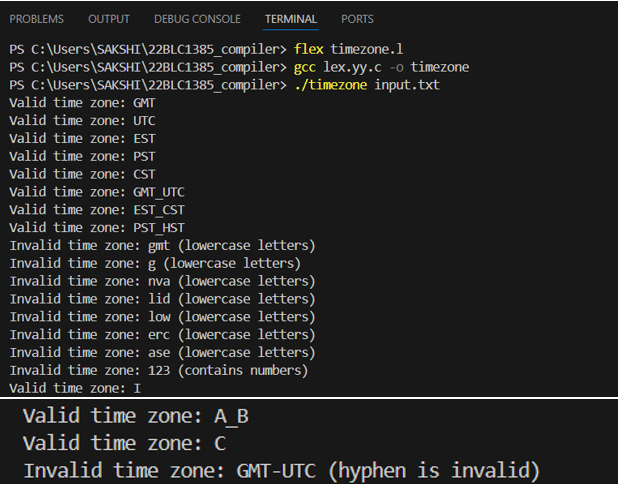 PROBLEMS OUTPUT DEBUG CONSOLE TERMINAL PORTS
PS C:\Users\SAKSHI\22BLC1385_compiler> flex timezone.l
PS C:\Users\SAKSHI\22BLC1385_compiler> gcc lex.yy.c -o timezone
PS C:\Users\SAKSHI\22BLC1385_compiler> ./timezone input.txt
Valid time zone: GMT
Valid time zone: UTC
Valid time zone: EST
Valid time zone: PST
Valid time zone: CST
Valid time zone: GMT_UTC
Valid time zone: EST_CST
Valid time zone: PST_HST
Invalid time zone: gmt (lowercase letters)
Invalid time zone: g (lowercase letters)
Invalid time zone: nva (lowercase letters)
Invalid time zone: lid (lowercase letters)
Invalid time zone: low (lowercase letters)
Invalid time zone: erc (lowercase letters)
Invalid time zone: ase (lowercase letters)
Invalid time zone: 123 (contains numbers)
Valid time zone: I
Valid time zone: A_B
Valid time zone: C
Invalid time zone: GMT-UTC (hyphen is invalid)